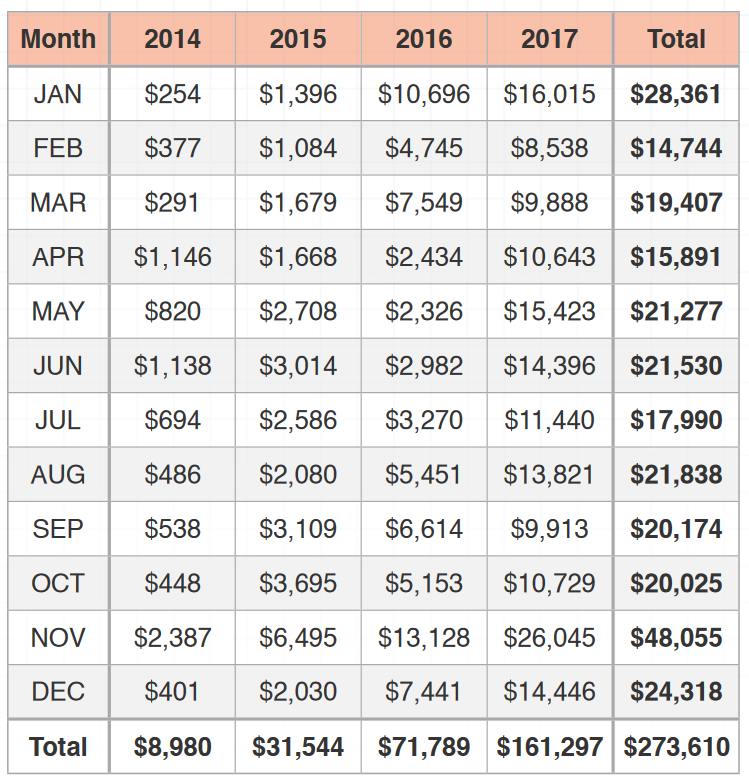 Month 2014 2015 2016 2017 Total
JAN $254 $1,396 $10,696 $16,015 $28,361
FEB $377 $1,084 $4,745 $8,538 $14,744
MAR $291 $1,679 $7,549 $9,888 $19,407
APR $1,146 $1,668 $2,434 $10,643 $15,891
MAY $820 $2,708 $2,326 $15,423 $21,277
JUN $1,138 $3,014 $2,982 $14,396 $21,530
JUL $694 $2,586 $3,270 $11,440 $17,990
AUG $486 $2,080 $5,451 $13,821 $21,838
SEP $538 $3,109 $6,614 $9,913 $20,174
OCT $448 $3,695 $5,153 $10,729 $20,025
NOV $2,387 $6,495 $13,128 $26,045 $48,055
DEC $401 $2,030 $7,441 $14,446 $24,318
Total $8,980 $31,544 $71,789 $161,297 $273,610